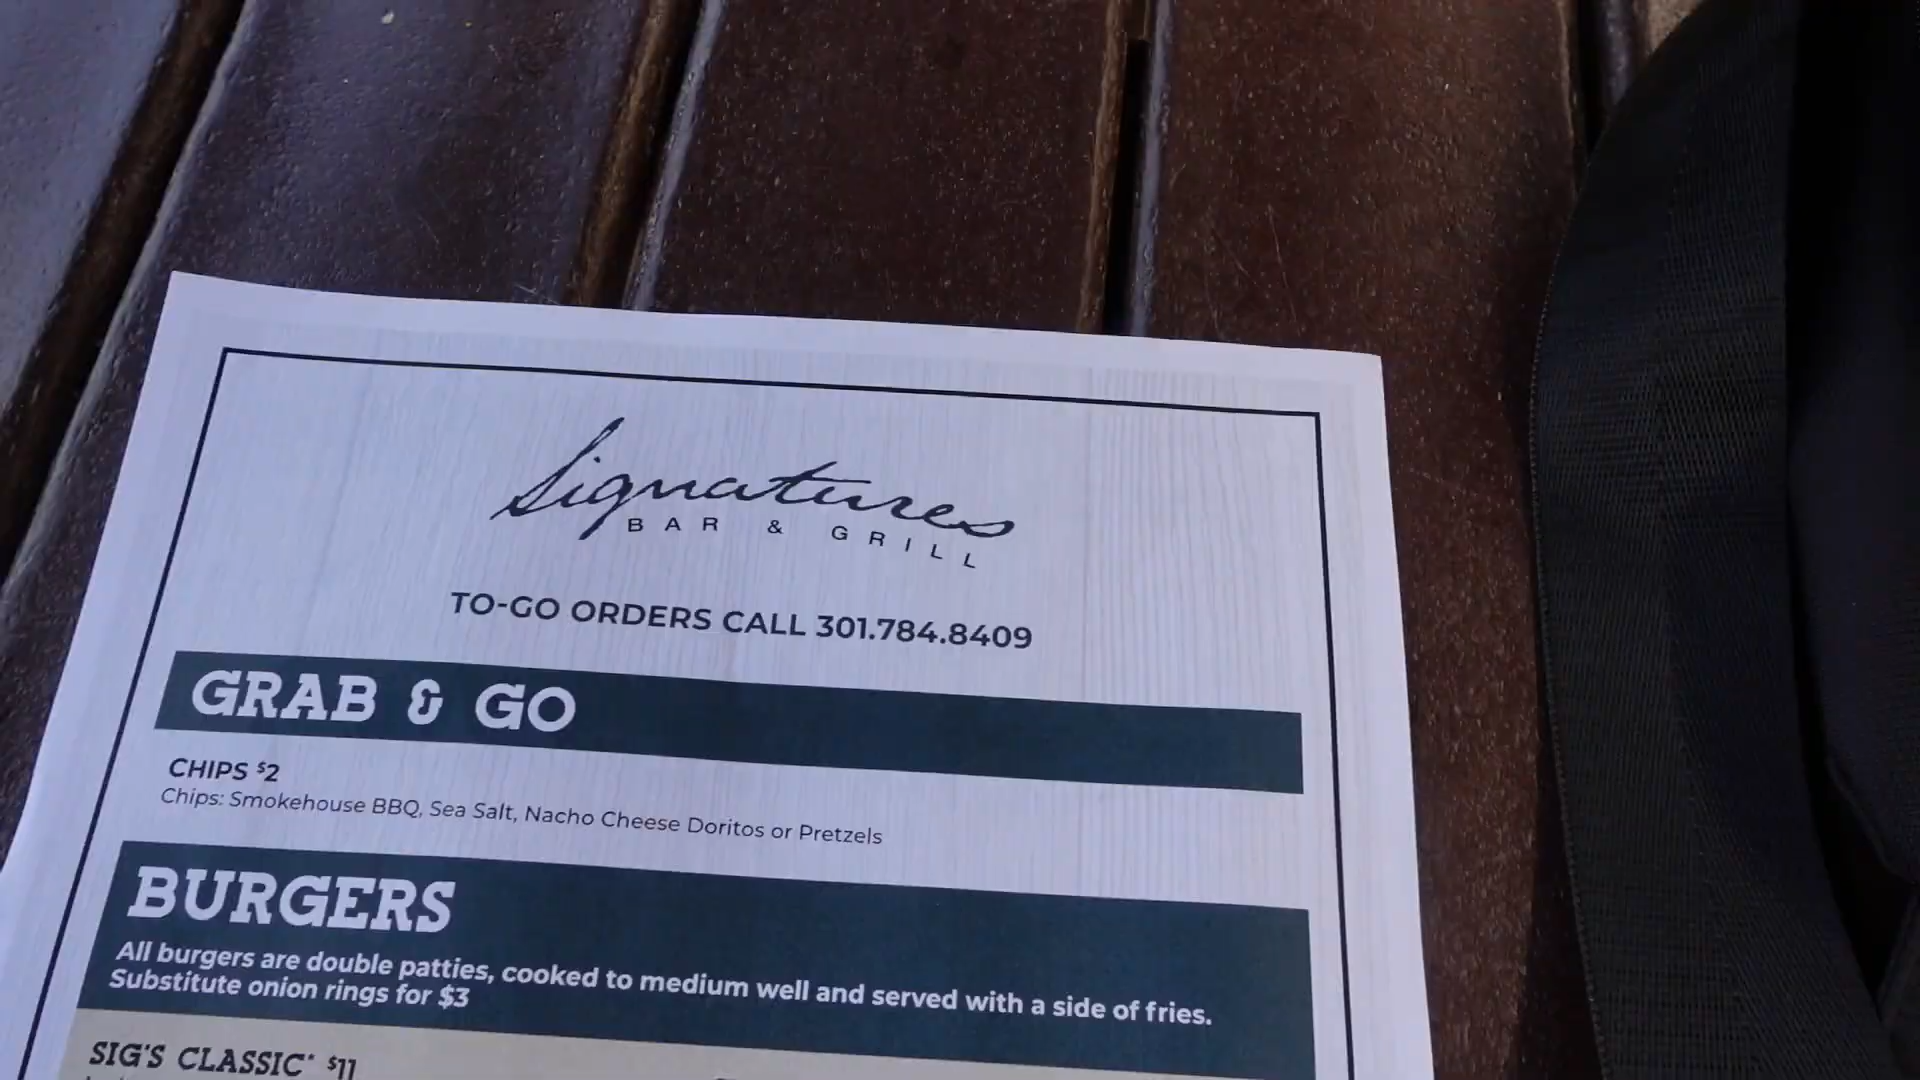 Signatures
BAR & GRILL
TO-GO ORDERS CALL 301.784.8409
GRAB & GO
CHIPS $2
Chips: Smokehouse BBQ, Sea Salt, Nacho Cheese Doritos or Pretzels
BURGERS
All burgers are double patties, cooked to medium well and served with a side of fries.
Substitute onion rings for $3
SIG'S CLASSIC* $11